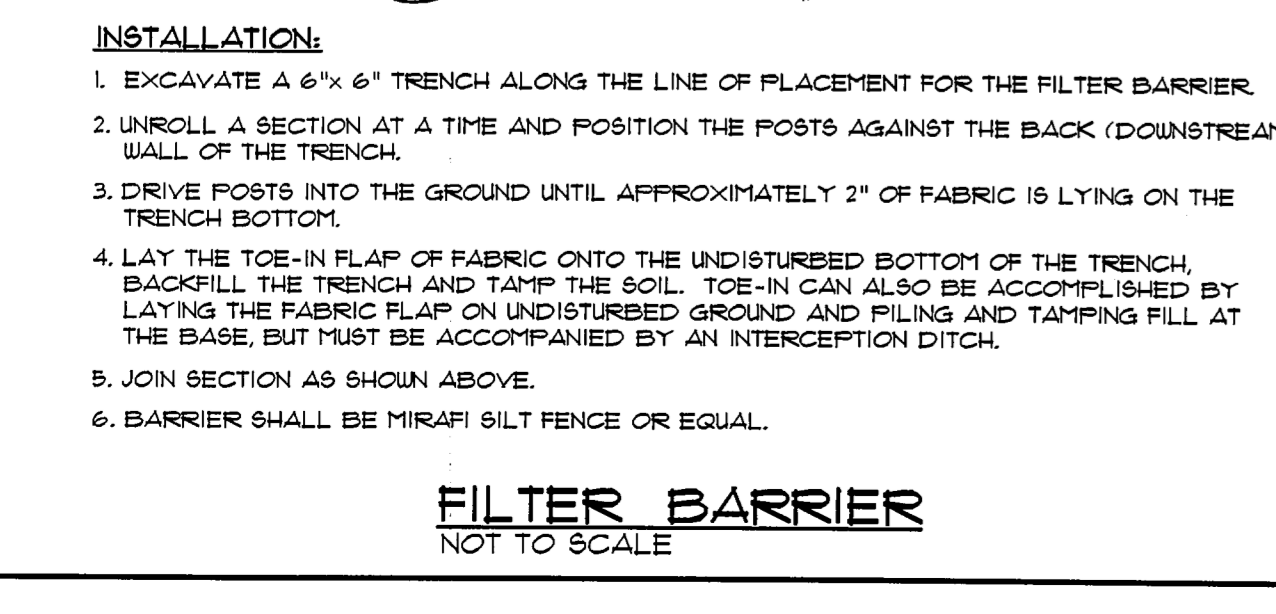 INSTALLATION:
1. EXCAVATE A 6"x 6" TRENCH ALONG THE LINE OF PLACEMENT FOR THE FILTER BARRIER.
2. UNROLL A SECTION AT A TIME AND POSITION THE POSTS AGAINST THE BACK (DOWNSTREAM
WALL OF THE TRENCH.
3. DRIVE POSTS INTO THE GROUND UNTIL APPROXIMATELY 2" OF FABRIC IS LYING ON THE
TRENCH BOTTOM.
4. LAY THE TOE-IN FLAP OF FABRIC ONTO THE UNDISTURBED BOTTOM OF THE TRENCH,
BACKFILL THE TRENCH AND TAMP THE SOIL. TOE-IN CAN ALSO BE ACCOMPLISHED BY
LAYING THE FABRIC FLAP ON UNDISTURBED GROUND AND PILING AND TAMPING FILL AT
THE BASE, BUT MUST BE ACCOMPANIED BY AN INTERCEPTION DITCH.
5. JOIN SECTION AS SHOWN ABOVE.
6. BARRIER SHALL BE MIRAFI SILT FENCE OR EQUAL.
FILTER BARRIER
NOT TO SCALE